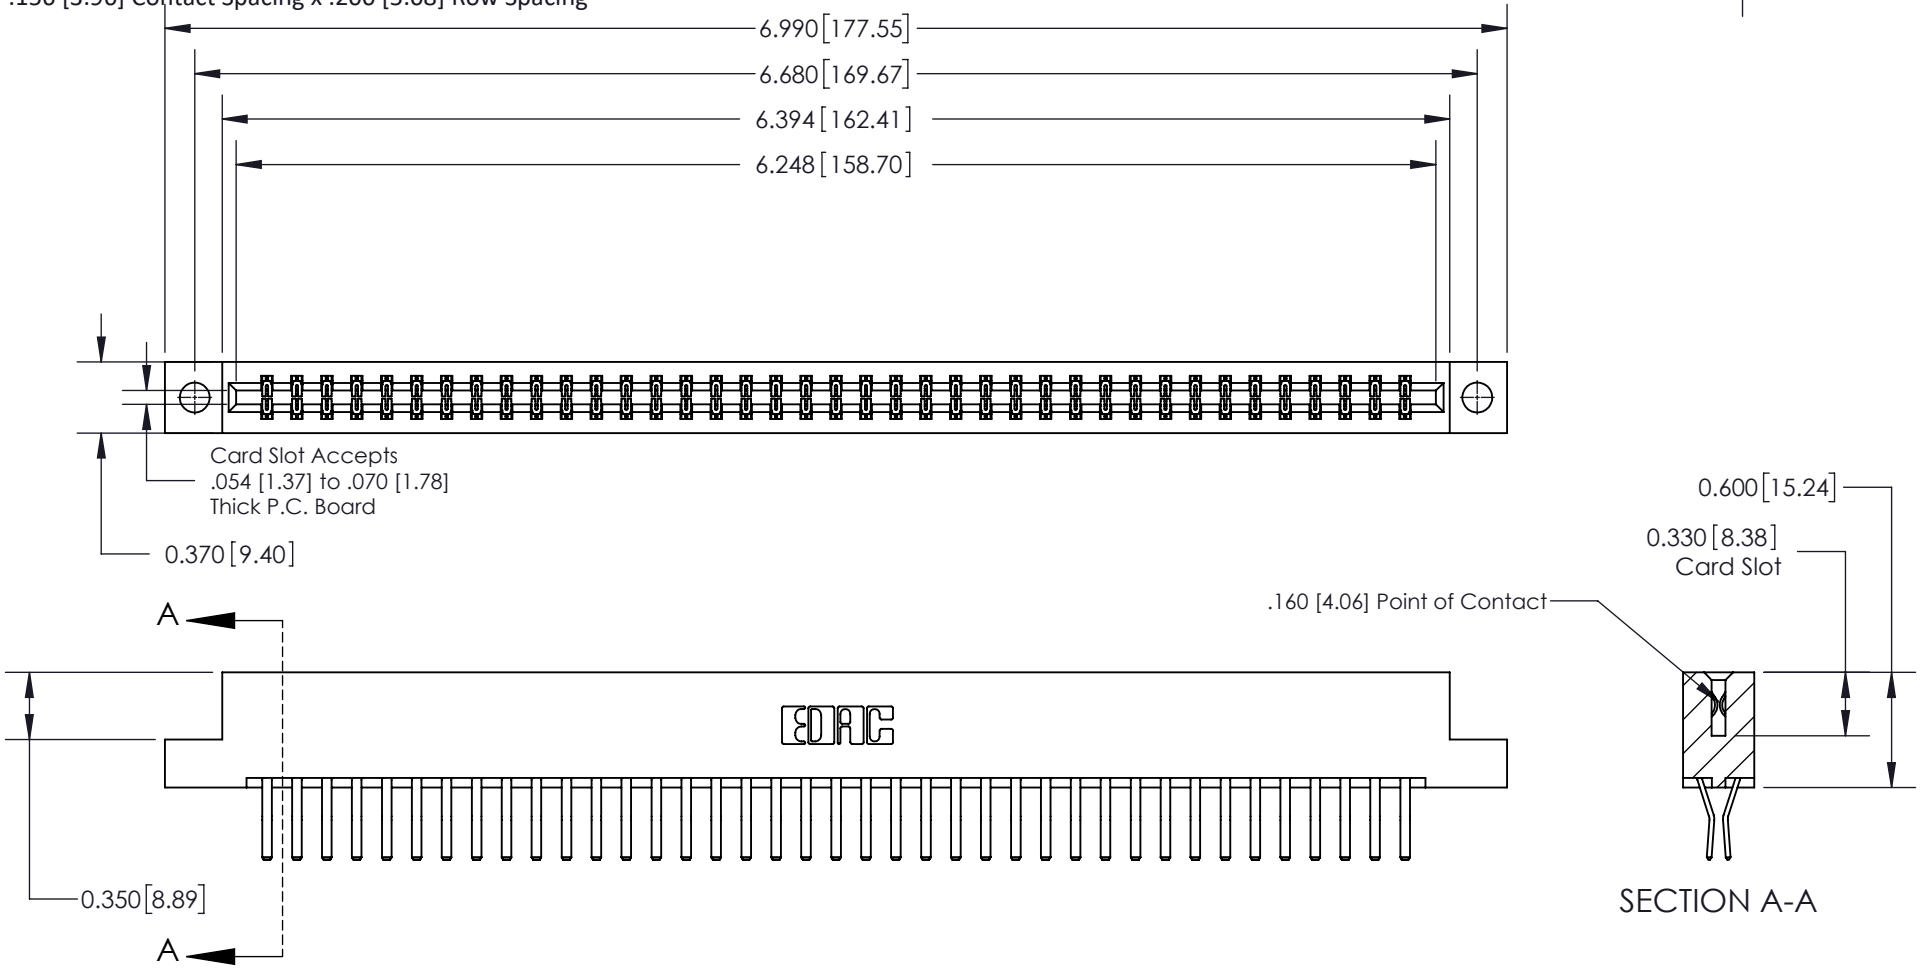 .156 [3.96] Contact Spacing x .200 [5.08] Row Spacing
6.990[177.55]
6.680[169.67]
6.394[162.41]
6.248[158.70]
Card Slot Accepts
.054 [1.37] to .070 [1.78]
Thick P.C. Board
0.370[9.40]
0.600[15.24]
0.330[8.38]
Card Slot
.160 [4.06] Point of Contact
A
EDAC
0.350[8.89]
A
SECTION A-A